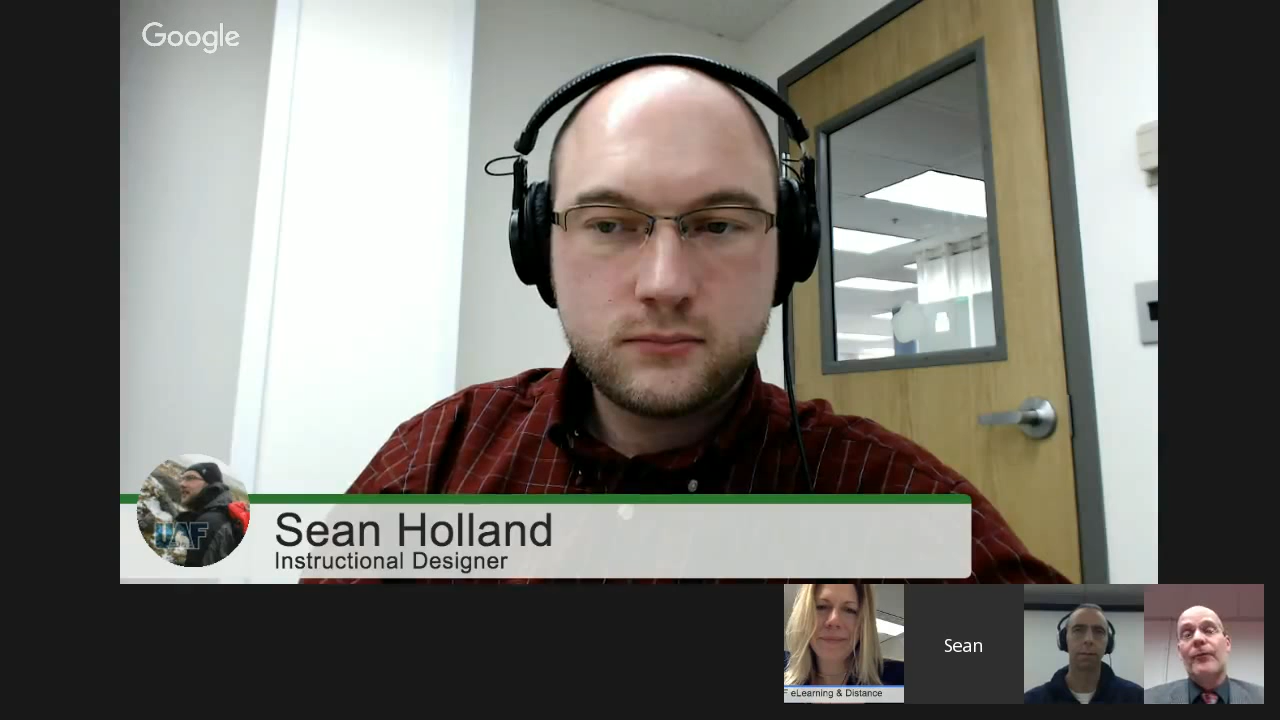 Google
UAF
Sean Holland
Instructional Designer
Sean
F eLearning & Distance